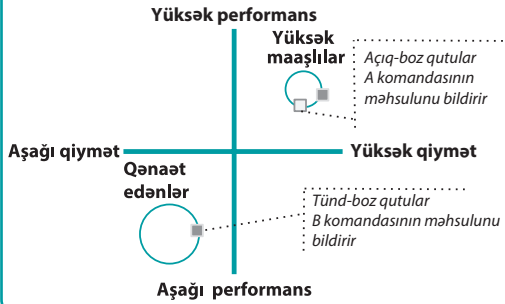 Yüksək performans
Yüksək
maaşlılar
Açıq-boz qutular
A komandasının
məhsulunu bildirir
Aşağı qiymət
Yüksək qiymət
Qənaət
edənlər
Tünd-boz qutular
B komandasının məhsulunu
bildirir
Aşağı performans